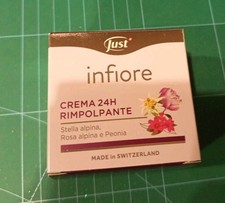 Just
infiore
CREMA 24H
RIMPOLPANTE
Stella alpina,
Rosa alpina e Peonia
MADE in SWITZERLAND